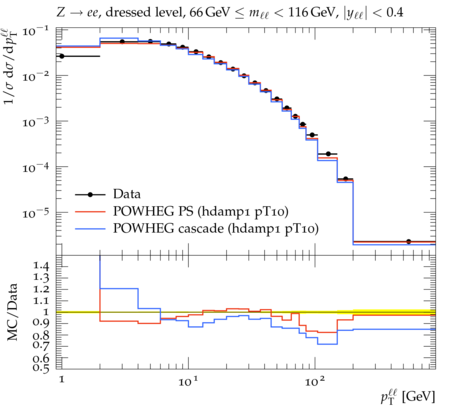 Z → ee, dressed level, 66 GeV ≤ mℓℓ < 116 GeV, |yℓℓ| < 0.4
1/σ dσ/dpTℓℓ
10⁻¹
10⁻²
10⁻³
10⁻⁴
10⁻⁵
Data
POWHEG PS (hdamp1 pT10)
POWHEG cascade (hdamp1 pT10)
MC/Data
1.4
1.3
1.2
1.1
1
0.9
0.8
0.7
0.6
0.5
1 10¹ 10²
pTℓℓ [GeV]